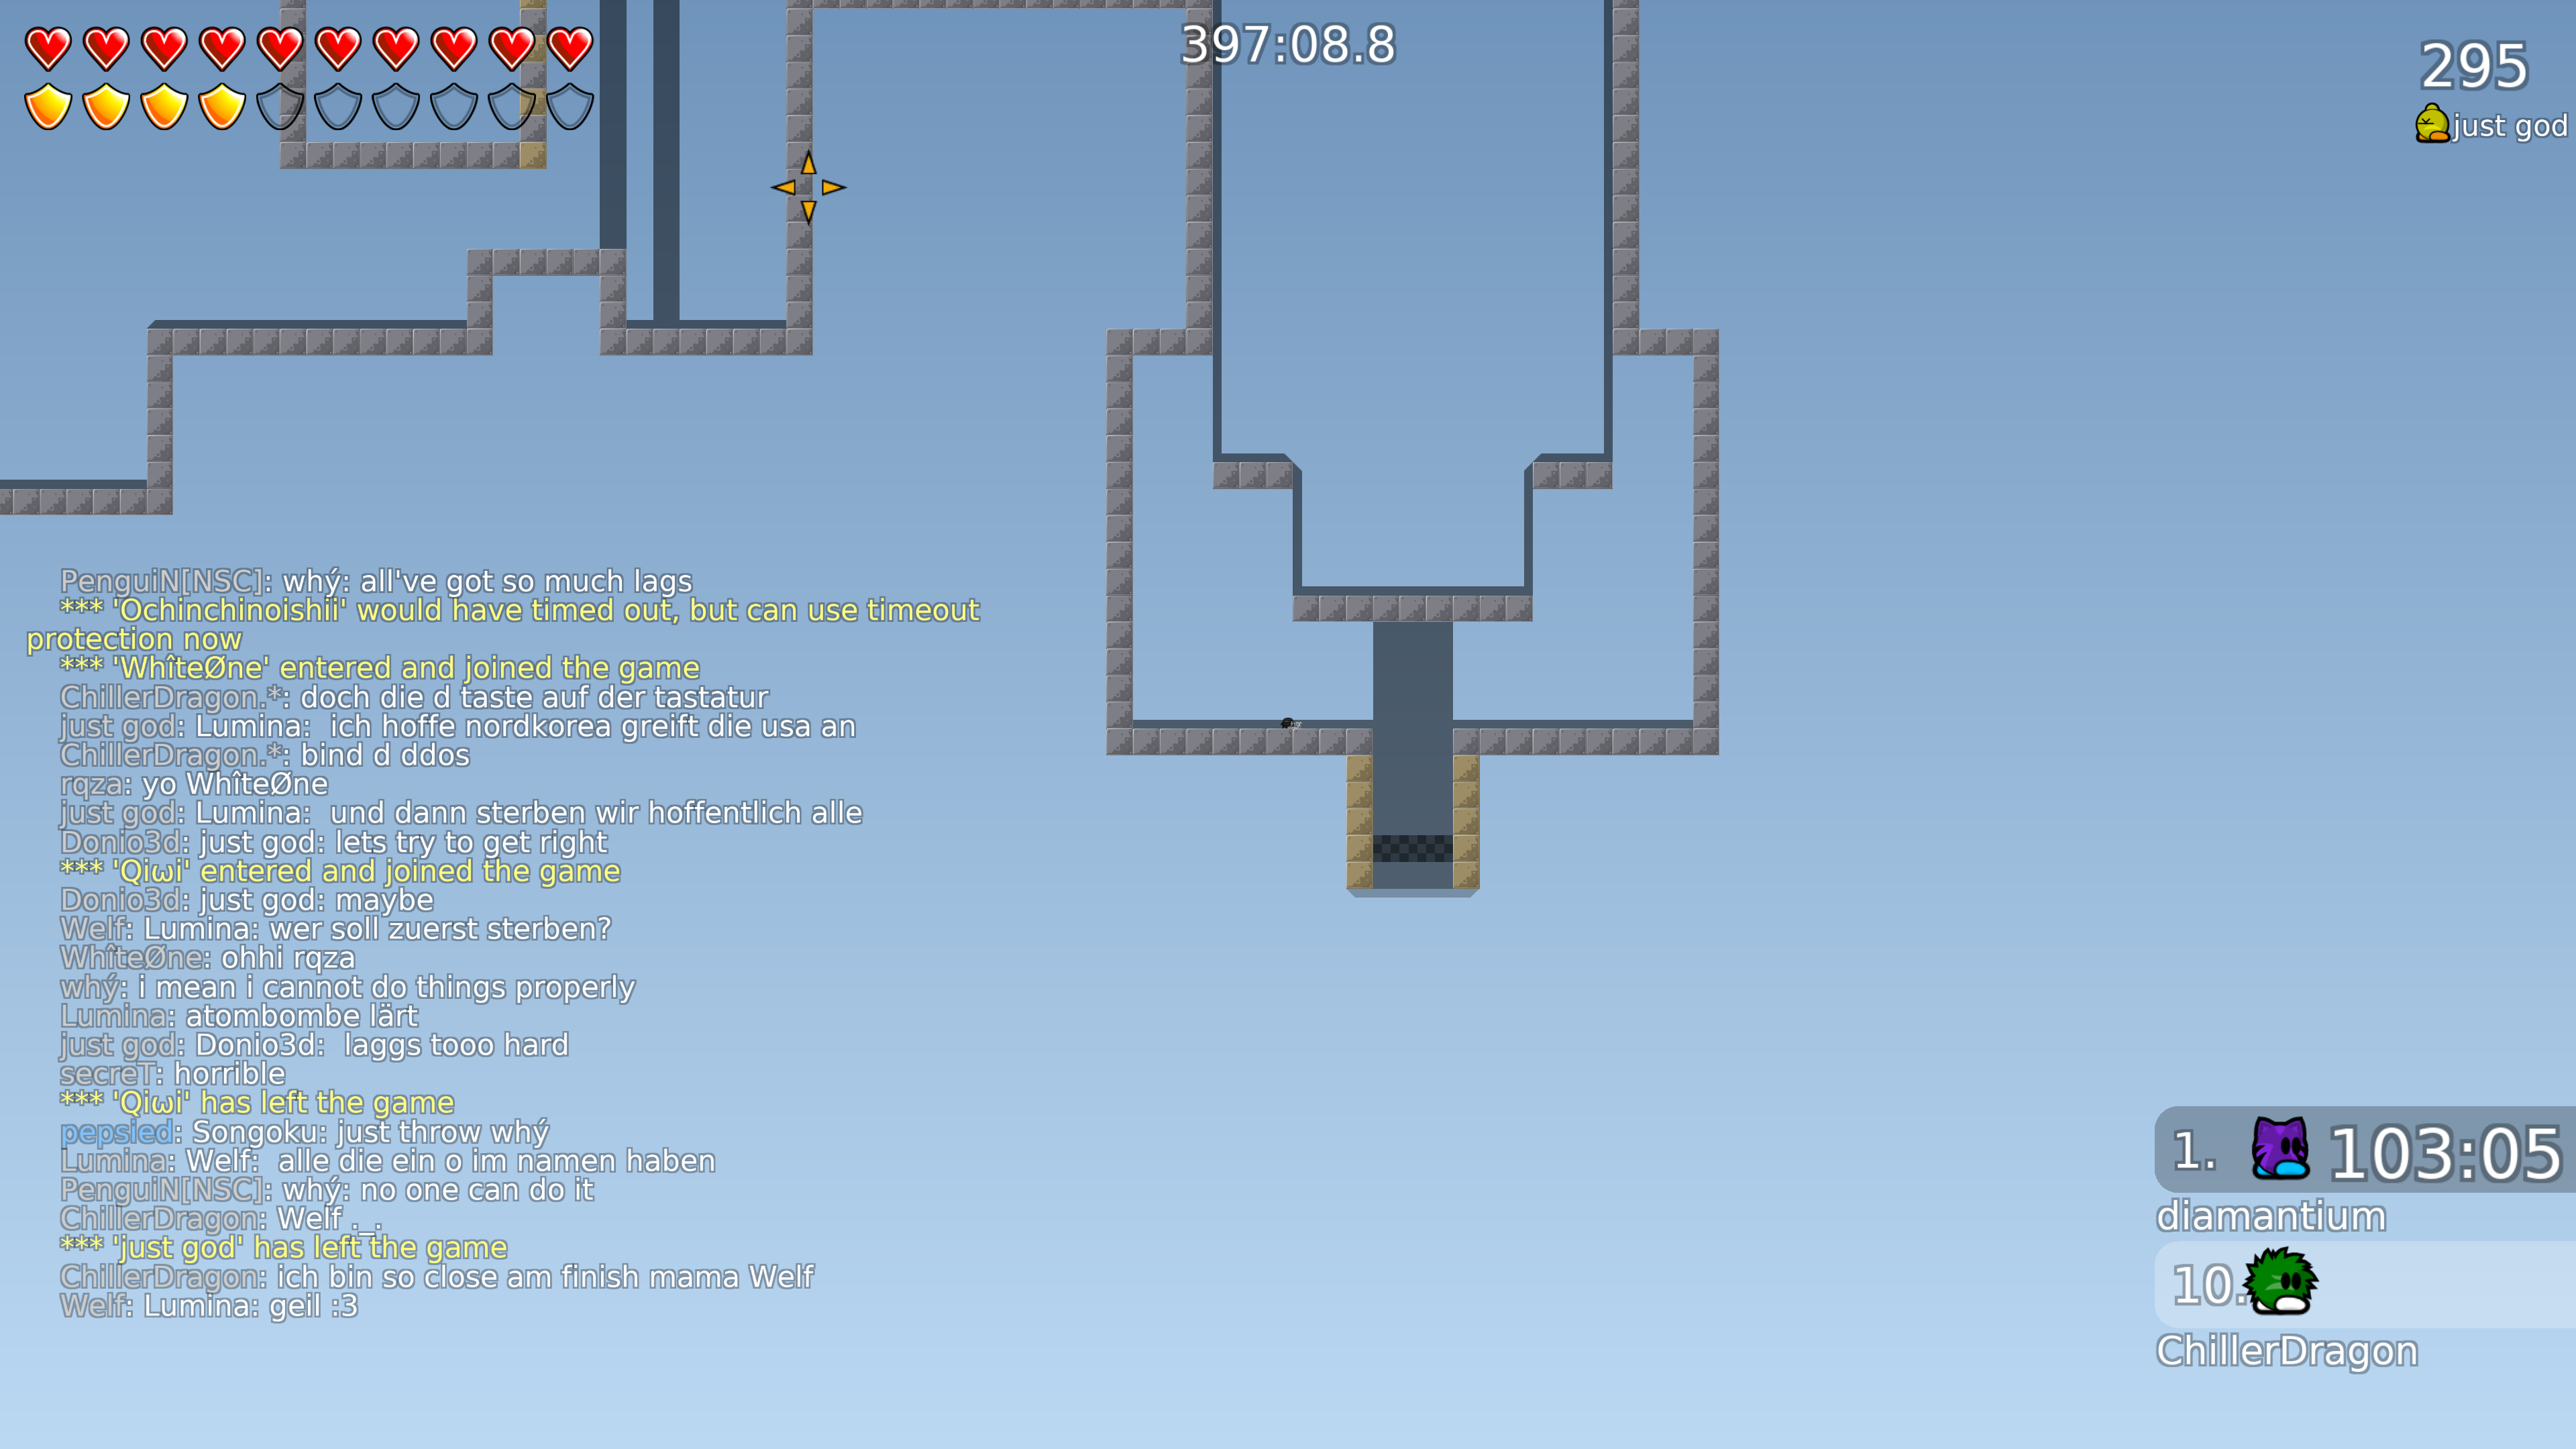 397:08.8
295
just god
PenguiN[NSC]: whý: all've got so much lags
*** 'Ochinchinoishii' would have timed out, but can use timeout
protection now
*** 'WhîteØne' entered and joined the game
ChillerDragon.*: doch die d taste auf der tastatur
just god: Lumina:  ich hoffe nordkorea greift die usa an
ChillerDragon.*: bind d ddos
rqza: yo WhîteØne
just god: Lumina:  und dann sterben wir hoffentlich alle
Donio3d: just god: lets try to get right
*** 'Qiωi' entered and joined the game
Donio3d: just god: maybe
Welf: Lumina: wer soll zuerst sterben?
WhîteØne: ohhi rqza
whý: i mean i cannot do things properly
Lumina: atombombe lärt
just god: Donio3d:  laggs tooo hard
secreT: horrible
*** 'Qiωi' has left the game
pepsied: Songoku: just throw whý
Lumina: Welf:  alle die ein o im namen haben
PenguiN[NSC]: whý: no one can do it
ChillerDragon: Welf ._.
*** 'just god' has left the game
ChillerDragon: ich bin so close am finish mama Welf
Welf: Lumina: geil :3
1. 103:05
diamantium
10.
ChillerDragon